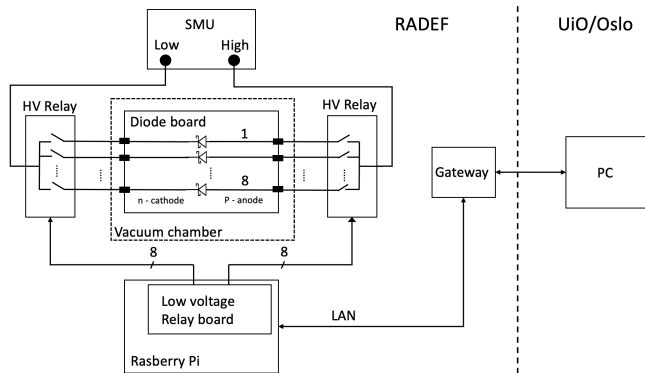 SMU
Low
High
RADEF
UiO/Oslo
HV Relay
HV Relay
Diode board
1
8
n - cathode
P - anode
Vacuum chamber
Gateway
PC
8
8
Low voltage
Relay board
LAN
Rasberry Pi